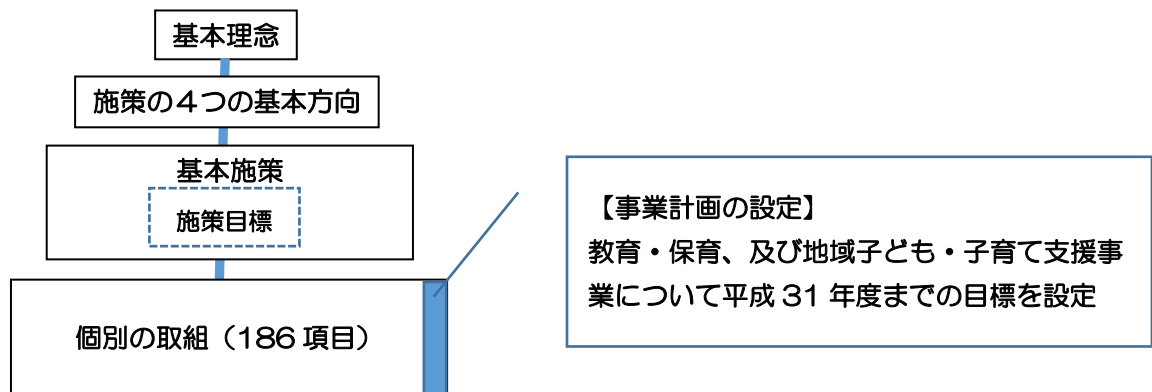 基本理念
施策の４つの基本方向
基本施策
施策目標
個別の取組（186 項目）
【事業計画の設定】
教育・保育、及び地域子ども・子育て支援事
業について平成 31 年度までの目標を設定